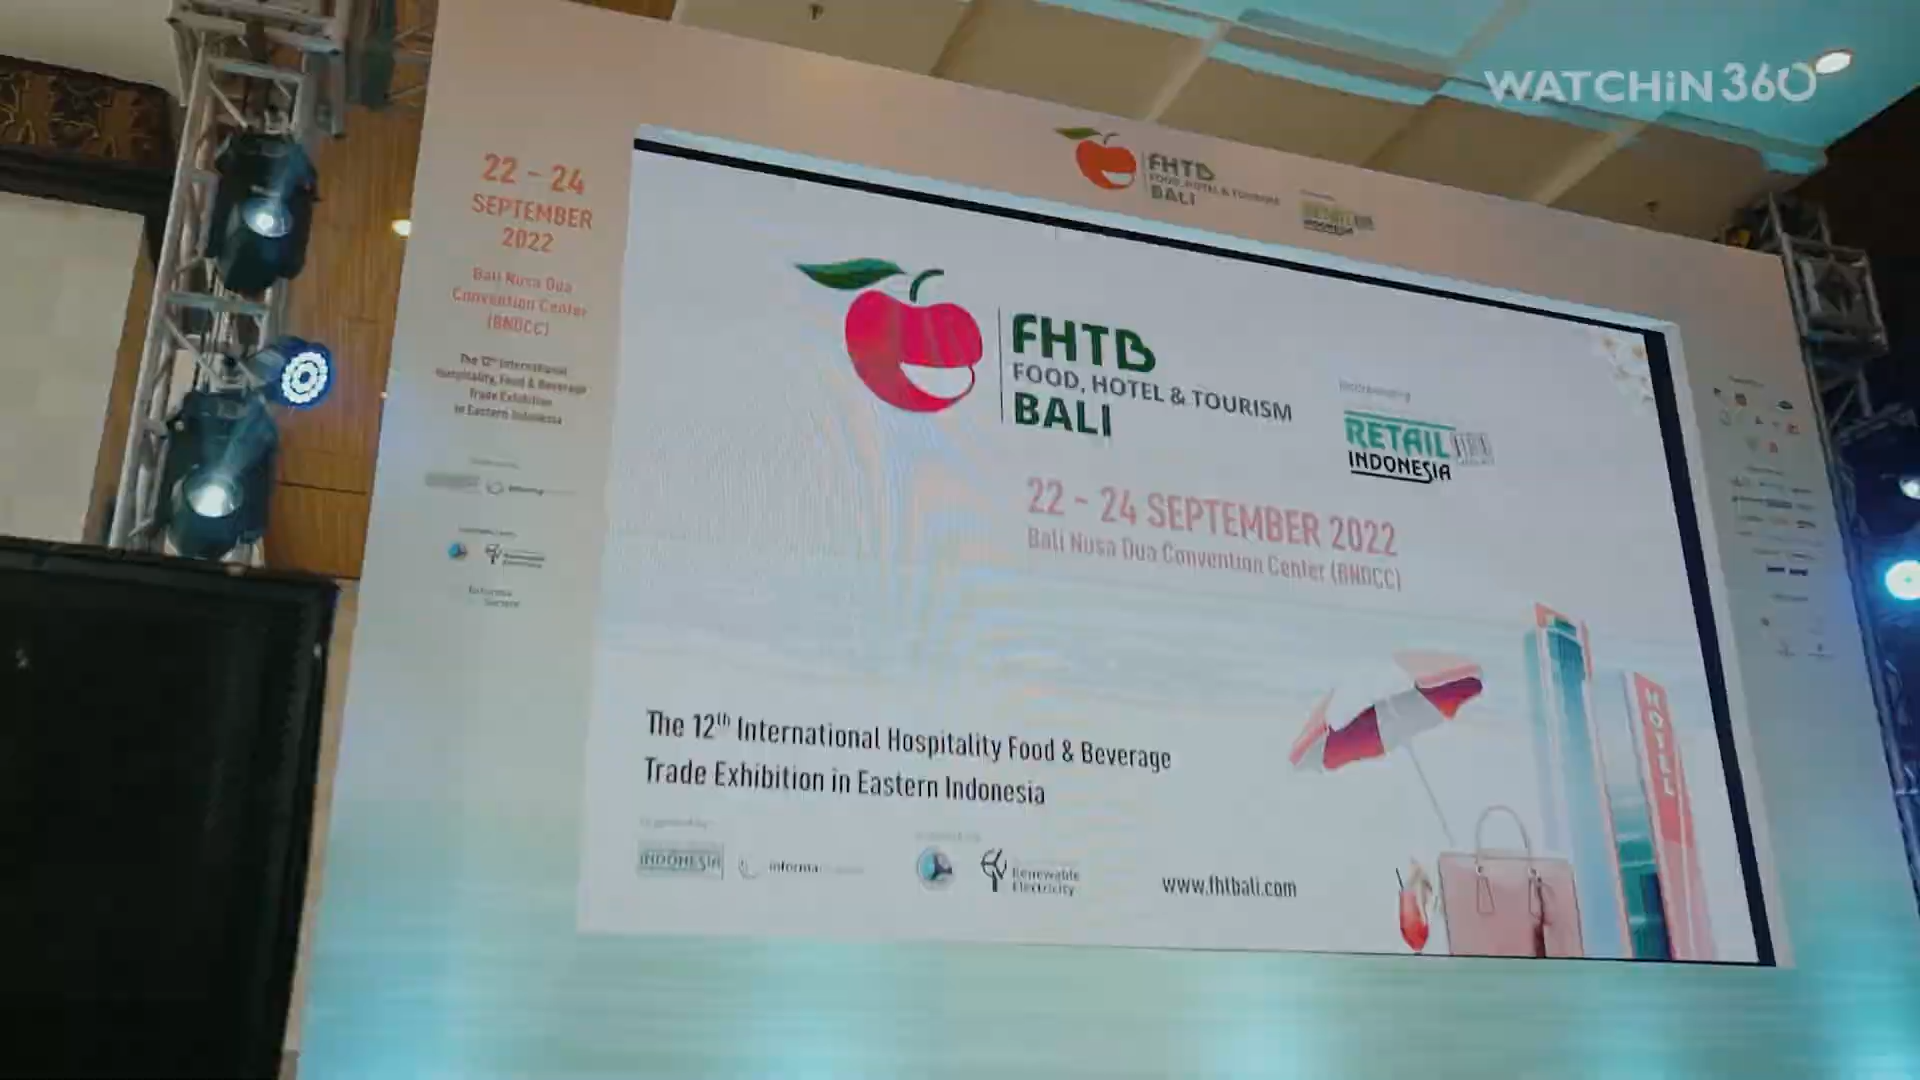 WATCHiN 360
22 - 24
SEPTEMBER
2022
Bali Nusa Dua
Convention Center
(BNDCC)
The 12th International
Hospitality, Food & Beverage
Trade Exhibition
in Eastern Indonesia
FHTB
FOOD, HOTEL & TOURISM
BALI
RETAIL
INDONESIA
FHTB
FOOD, HOTEL & TOURISM
BALI
Incorporating
RETAIL
INDONESIA
22 - 24 SEPTEMBER 2022
Bali Nusa Dua Convention Center (BNDCC)
HOTEL
The 12th International Hospitality Food & Beverage
Trade Exhibition in Eastern Indonesia
INDONESIA
informa
Renewable
Electricity
www.fhtbali.com